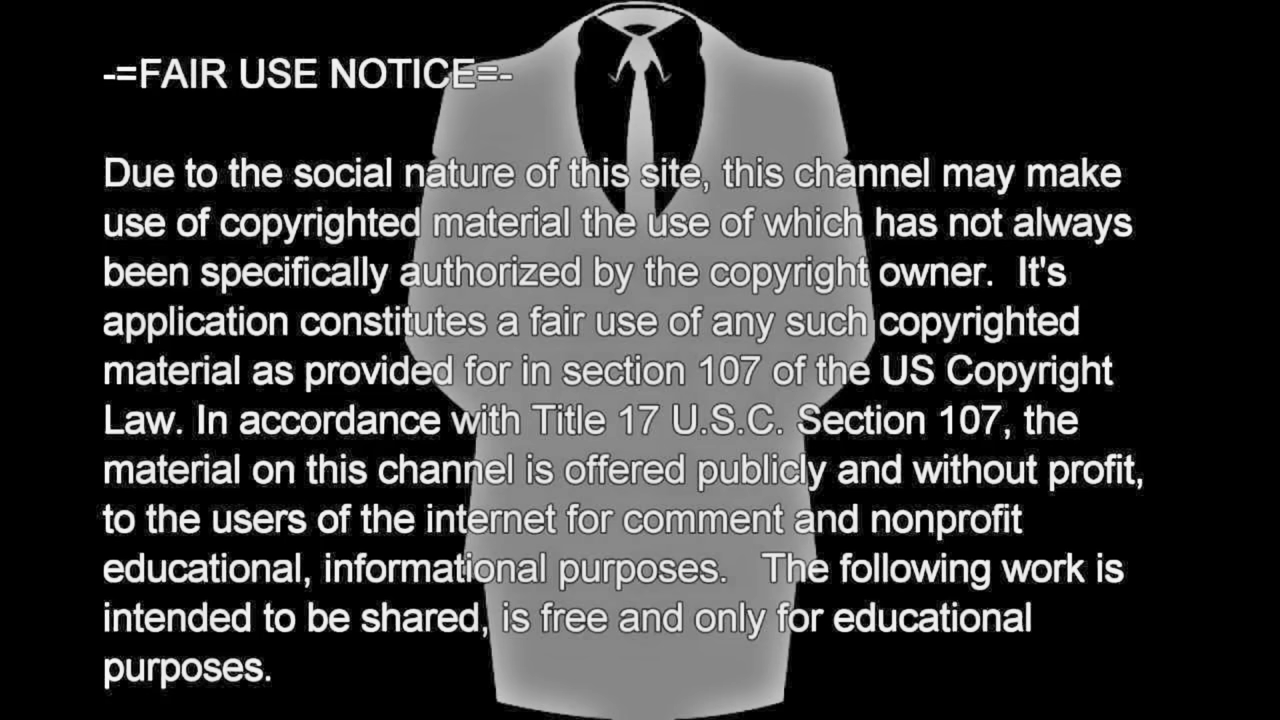 -=FAIR USE NOTICE=-
Due to the social nature of this site, this channel may make
use of copyrighted material the use of which has not always
been specifically authorized by the copyright owner.  It's
application constitutes a fair use of any such copyrighted
material as provided for in section 107 of the US Copyright
Law. In accordance with Title 17 U.S.C. Section 107, the
material on this channel is offered publicly and without profit,
to the users of the internet for comment and nonprofit
educational, informational purposes.   The following work is
intended to be shared, is free and only for educational
purposes.